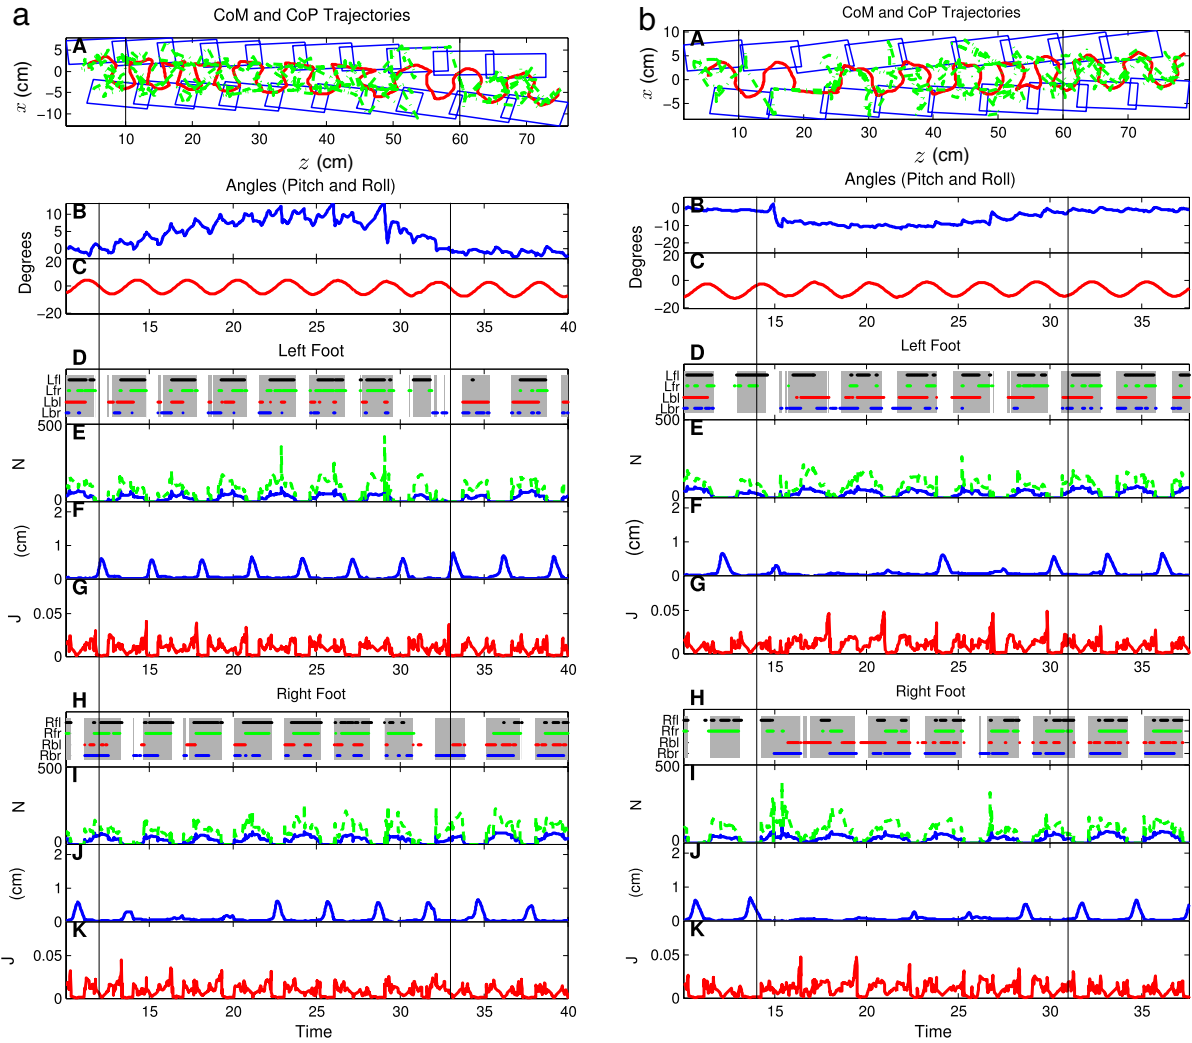 a
CoM and CoP Trajectories
A
x (cm)
5
0
−5
−10
10
20
30
40
50
60
70
z (cm)
Angles (Pitch and Roll)
B
C
Degrees
10
0
20
0
−20
15
20
25
30
35
40
Left Foot
D
Lfl
Lfr
Lbl
Lbr
E
N
500
0
F
(cm)
2
1
0
G
J
0.05
0
15
20
25
30
35
40
Right Foot
H
Rfl
Rfr
Rbl
Rbr
I
N
500
0
J
(cm)
2
1
0
K
J
0.05
0
15
20
25
30
35
40
Time
b
CoM and CoP Trajectories
A
x (cm)
10
5
0
−5
10
20
30
40
50
60
70
z (cm)
Angles (Pitch and Roll)
B
C
Degrees
0
−10
−20
20
0
−20
15
20
25
30
35
Left Foot
D
Lfl
Lfr
Lbl
Lbr
E
N
500
0
F
(cm)
2
1
0
G
J
0.05
0
15
20
25
30
35
Right Foot
H
Rfl
Rfr
Rbl
Rbr
I
N
500
0
J
(cm)
2
1
0
K
J
0.05
0
15
20
25
30
35
Time